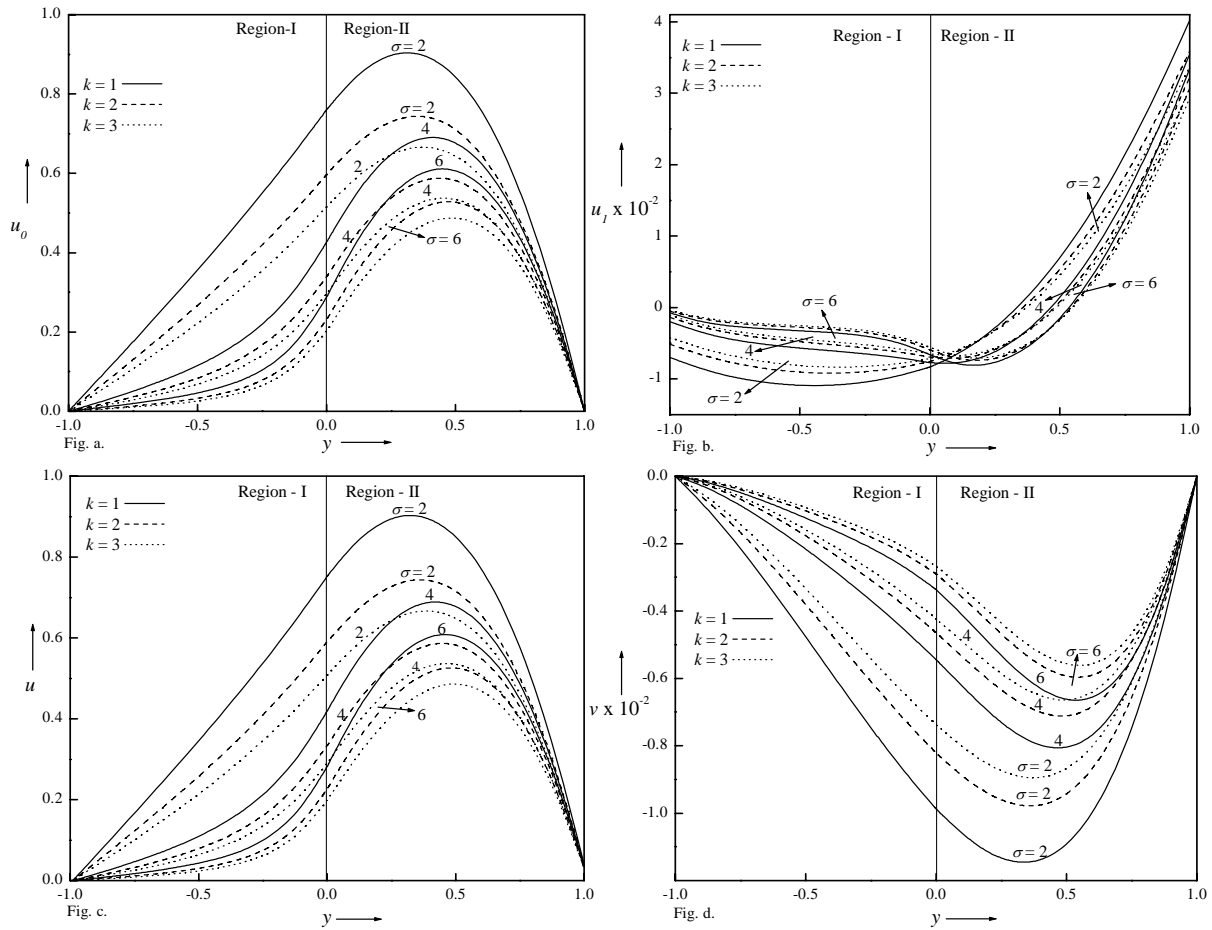 Region-I Region-II
σ = 2
k = 1
k = 2
k = 3
σ = 2
4
2
6
4
4
σ = 6
u0
1.0
0.8
0.6
0.4
0.2
0.0
-1.0 -0.5 0.0 0.5 1.0
Fig. a.
y
Region - I Region - II
k = 1
k = 2
k = 3
σ = 2
σ = 6
4
σ = 2
4
σ = 6
u1 x 10-2
4
3
2
1
0
-1
-1.0 -0.5 0.0 0.5 1.0
Fig. b.
y
Region - I Region - II
σ = 2
k = 1
k = 2
k = 3
σ = 2
4
2
6
4
4
6
u
1.0
0.8
0.6
0.4
0.2
0.0
-1.0 -0.5 0.0 0.5 1.0
Fig. c.
y
Region - I Region - II
k = 1
k = 2
k = 3
4
σ = 6
6
4
4
σ = 2
σ = 2
σ = 2
v x 10-2
0.0
-0.2
-0.4
-0.6
-0.8
-1.0
-1.0 -0.5 0.0 0.5 1.0
Fig. d.
y